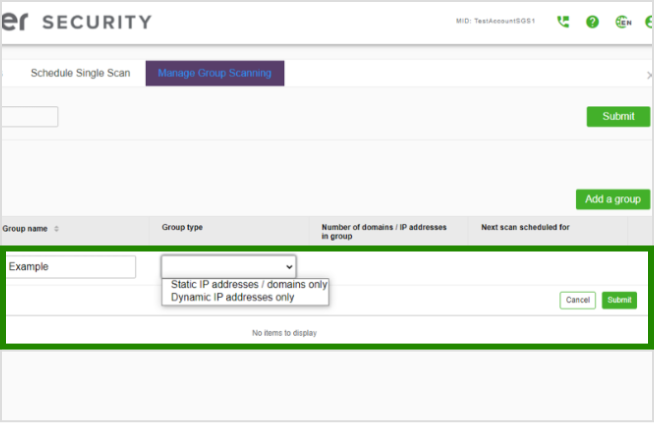 er SECURITY
MID: TestAccountSGS1
EN
Schedule Single Scan
Manage Group Scanning
Submit
Add a group
Group name
Group type
Number of domains / IP addresses
in group
Next scan scheduled for
Example
Static IP addresses / domains only
Dynamic IP addresses only
Cancel
Submit
No items to display